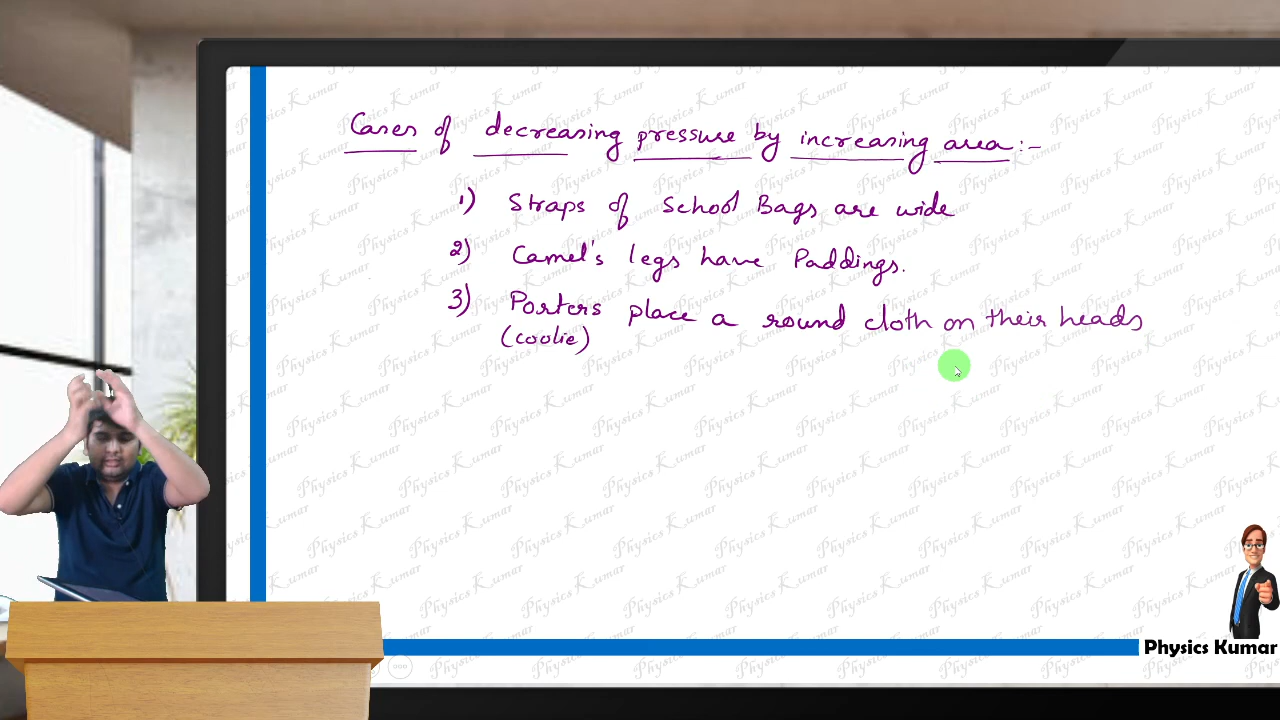 Cases of decreasing pressure by increasing area :-
1) Straps of School Bags are wide
2) Camel's legs have Paddings.
3) Porters place a round cloth on their heads
(coolie)
Physics Kumar